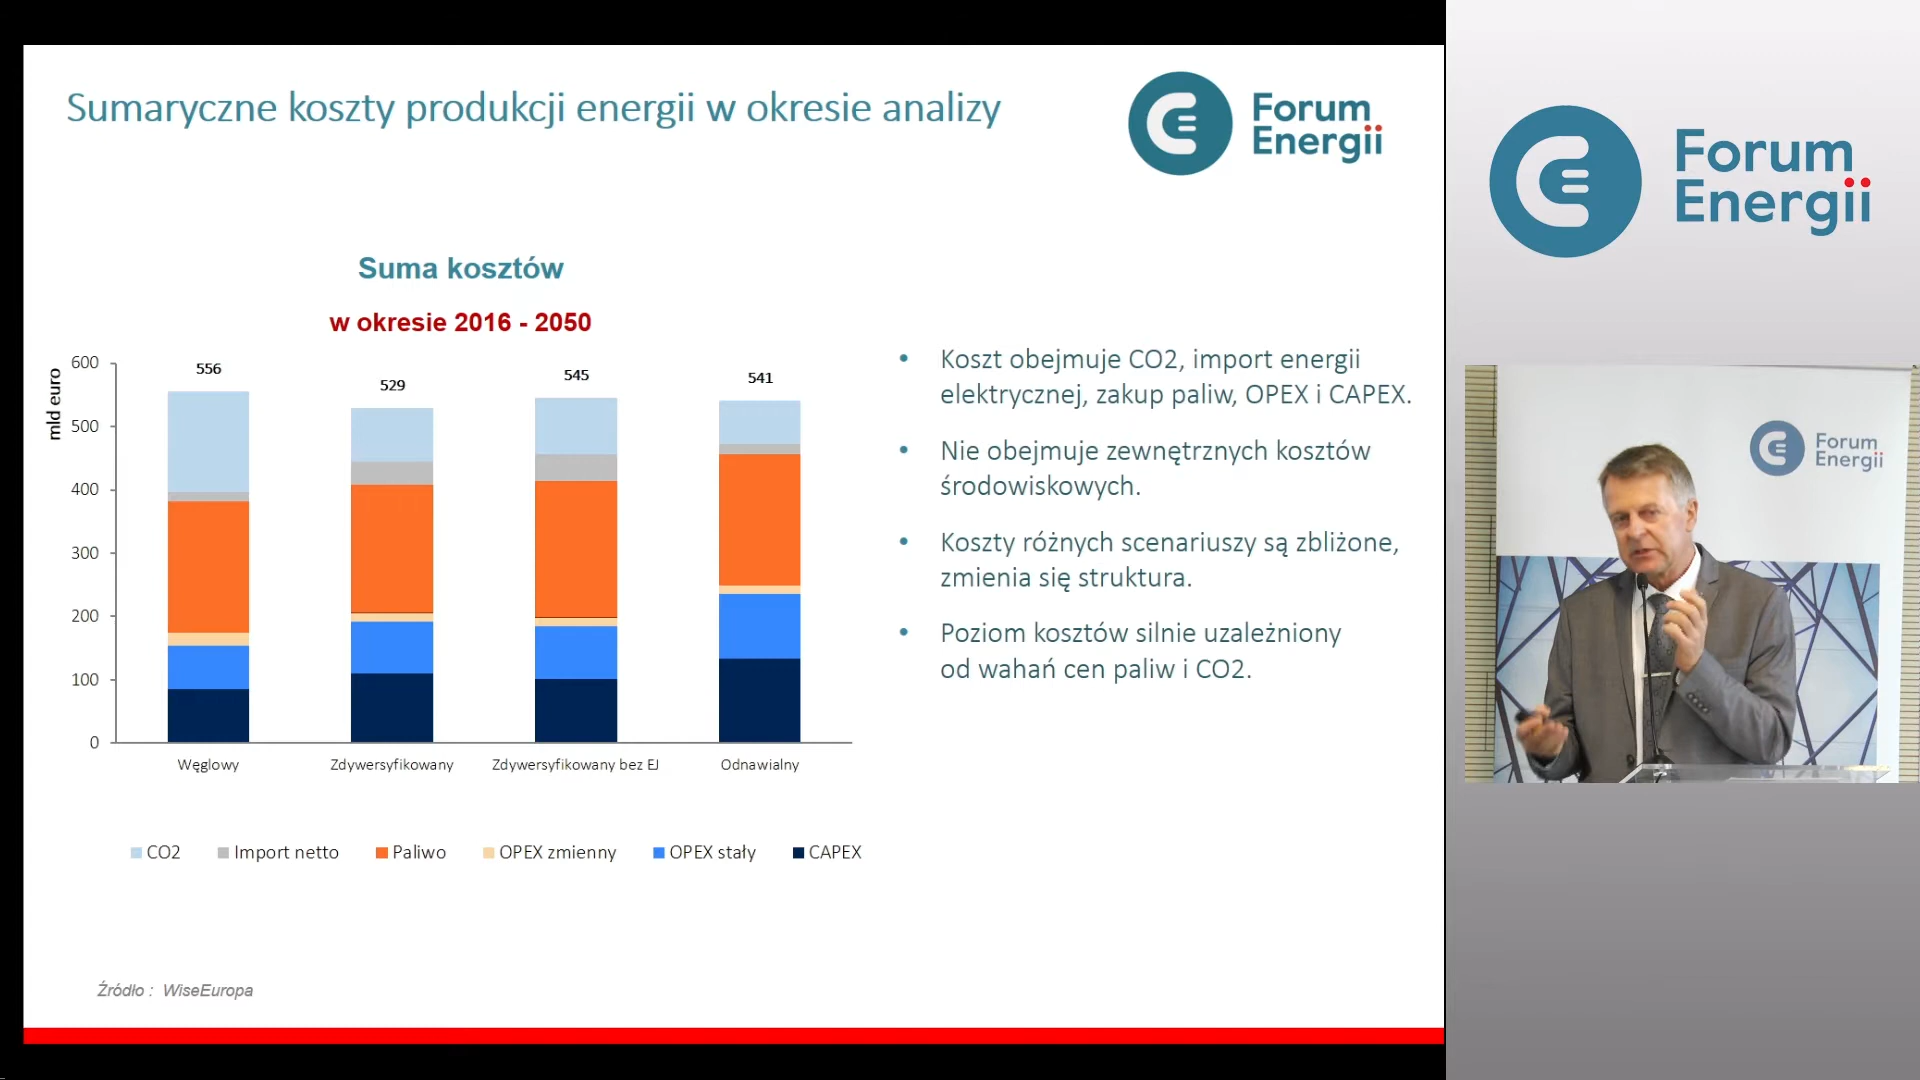 Sumaryczne koszty produkcji energii w okresie analizy
Forum
Energii
Suma kosztów
w okresie 2016 - 2050
mld euro
600
500
400
300
200
100
0
556
529
545
541
Węglowy
Zdywersyfikowany
Zdywersyfikowany bez EJ
Odnawialny
CO2
Import netto
Paliwo
OPEX zmienny
OPEX stały
CAPEX
• Koszt obejmuje CO2, import energii
elektrycznej, zakup paliw, OPEX i CAPEX.
• Nie obejmuje zewnętrznych kosztów
środowiskowych.
• Koszty różnych scenariuszy są zbliżone,
zmienia się struktura.
• Poziom kosztów silnie uzależniony
od wahań cen paliw i CO2.
Źródło : WiseEuropa
Forum
Energii
Forum
Energii